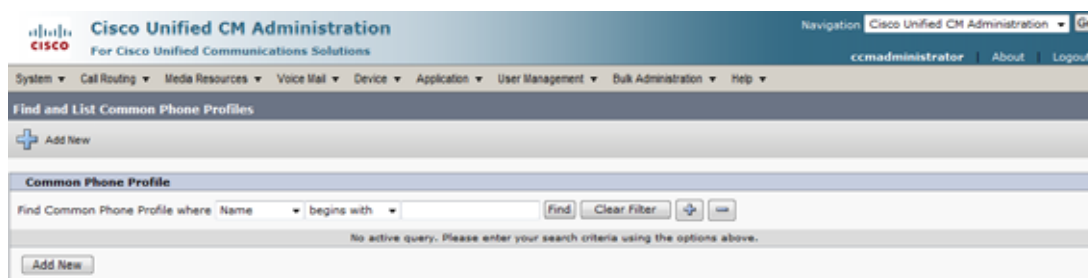 Cisco Unified CM Administration
Navigation Cisco Unified CM Administration
CISCO
For Cisco Unified Communications Solutions
ccmadministrator About Logout
System Call Routing Media Resources Voice Mail Device Application User Management Bulk Administration Help
Find and List Common Phone Profiles
Add New
Common Phone Profile
Find Common Phone Profile where Name begins with Find Clear Filter
No active query. Please enter your search criteria using the options above.
Add New